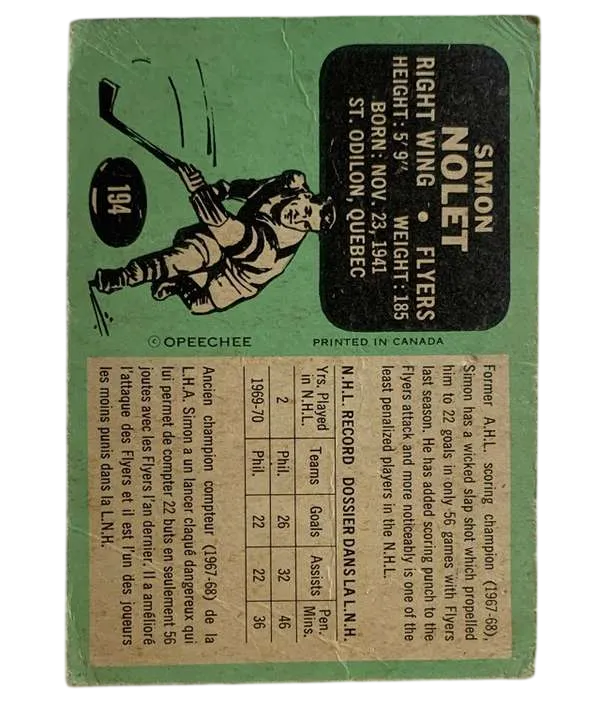 SIMON
NOLET
RIGHT WING • FLYERS
HEIGHT: 5'9½" WEIGHT: 185
BORN: NOV. 23, 1941
ST. ODILON, QUEBEC
194
© OPEECHEE PRINTED IN CANADA
Former A.H.L. scoring champion (1967-68),
Simon has a wicked slap shot which propelled
him to 22 goals in only 56 games with Flyers
last season. He has added scoring punch to the
Flyers attack and more noticeably is one of the
least penalized players in the N.H.L.
N.H.L. RECORD DOSSIER DANS LA L.N.H.
Yrs. Played in N.H.L. Teams Goals Assists Pen. Mins.
2 Phil. 26 32 46
1969-70 Phil. 22 22 36
Ancien champion compteur (1967-68) de la
L.H.A. Simon a un lancer claqué dangereux qui
lui permet de compter 22 buts en seulement 56
joutes avec les Flyers l'an dernier. Il a amélioré
l'attaque des Flyers et il est l'un des joueurs
les moins punis dans la L.N.H.